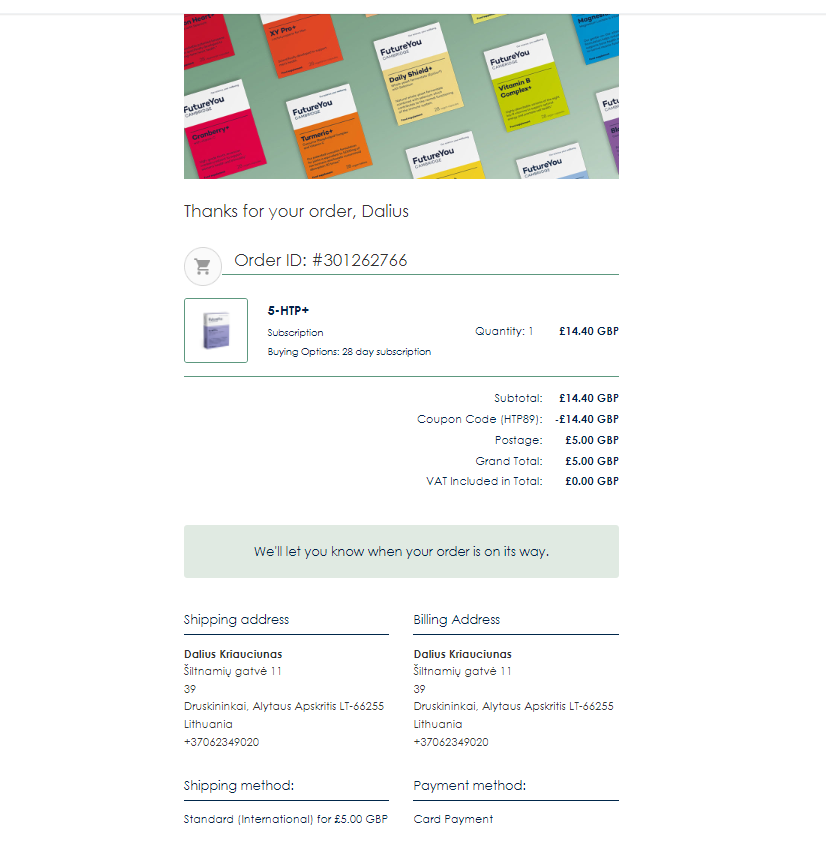 XY Pro+
FutureYou
CAMBRIDGE
Daily Shield+
FutureYou
CAMBRIDGE
Vitamin B
Complex+
FutureYou
CAMBRIDGE
Cranberry+
FutureYou
CAMBRIDGE
Turmeric+
FutureYou
CAMBRIDGE
FutureYou
CAMBRIDGE
Thanks for your order, Dalius
Order ID: #301262766
5-HTP+
Subscription
Quantity: 1 £14.40 GBP
Buying Options: 28 day subscription
Subtotal: £14.40 GBP
Coupon Code (HTP89): -£14.40 GBP
Postage: £5.00 GBP
Grand Total: £5.00 GBP
VAT Included in Total: £0.00 GBP
We'll let you know when your order is on its way.
Shipping address
Dalius Kriauciunas
Šiltnamių gatvė 11
39
Druskininkai, Alytaus Apskritis LT-66255
Lithuania
+37062349020
Billing Address
Dalius Kriauciunas
Šiltnamių gatvė 11
39
Druskininkai, Alytaus Apskritis LT-66255
Lithuania
+37062349020
Shipping method:
Standard (International) for £5.00 GBP
Payment method:
Card Payment